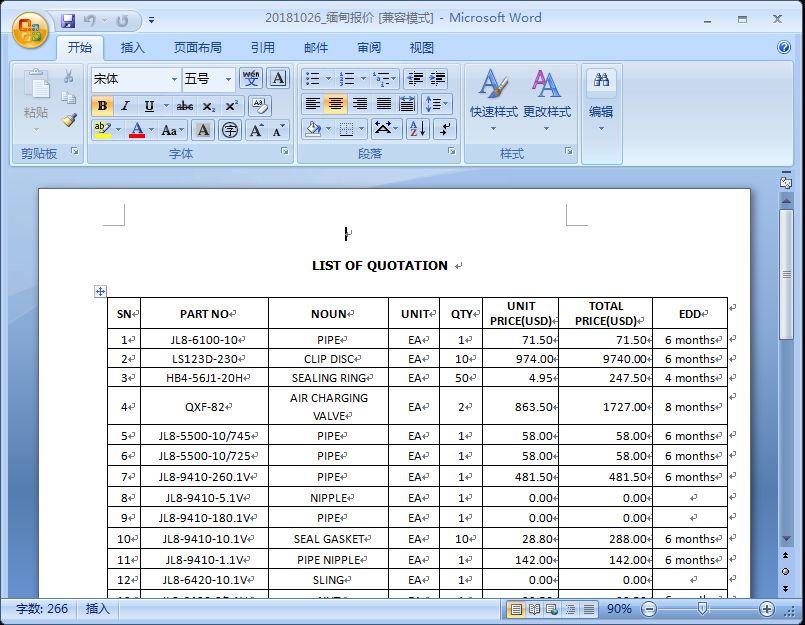 20181026_缅甸报价 [兼容模式] - Microsoft Word
开始 插入 页面布局 引用 邮件 审阅 视图
宋体 五号 wén A
粘贴 B I U abc x₂ x² Aa 快速样式 更改样式 编辑
ab A Aa A 字 A A
剪贴板 字体 段落 样式
LIST OF QUOTATION
SN PART NO NOUN UNIT QTY UNIT PRICE(USD) TOTAL PRICE(USD) EDD
1 JL8-6100-10 PIPE EA 1 71.50 71.50 6 months
2 LS123D-230 CLIP DISC EA 10 974.00 9740.00 6 months
3 HB4-56J1-20H SEALING RING EA 50 4.95 247.50 4 months
4 QXF-82 AIR CHARGING VALVE EA 2 863.50 1727.00 8 months
5 JL8-5500-10/745 PIPE EA 1 58.00 58.00 6 months
6 JL8-5500-10/725 PIPE EA 1 58.00 58.00 6 months
7 JL8-9410-260.1V PIPE EA 1 481.50 481.50 6 months
8 JL8-9410-5.1V NIPPLE EA 1 0.00 0.00
9 JL8-9410-180.1V PIPE EA 1 0.00 0.00
10 JL8-9410-10.1V SEAL GASKET EA 10 28.80 288.00 6 months
11 JL8-9410-1.1V PIPE NIPPLE EA 1 142.00 142.00 6 months
12 JL8-6420-10.1V SLING EA 1 0.00 0.00
字数: 266 插入 90%